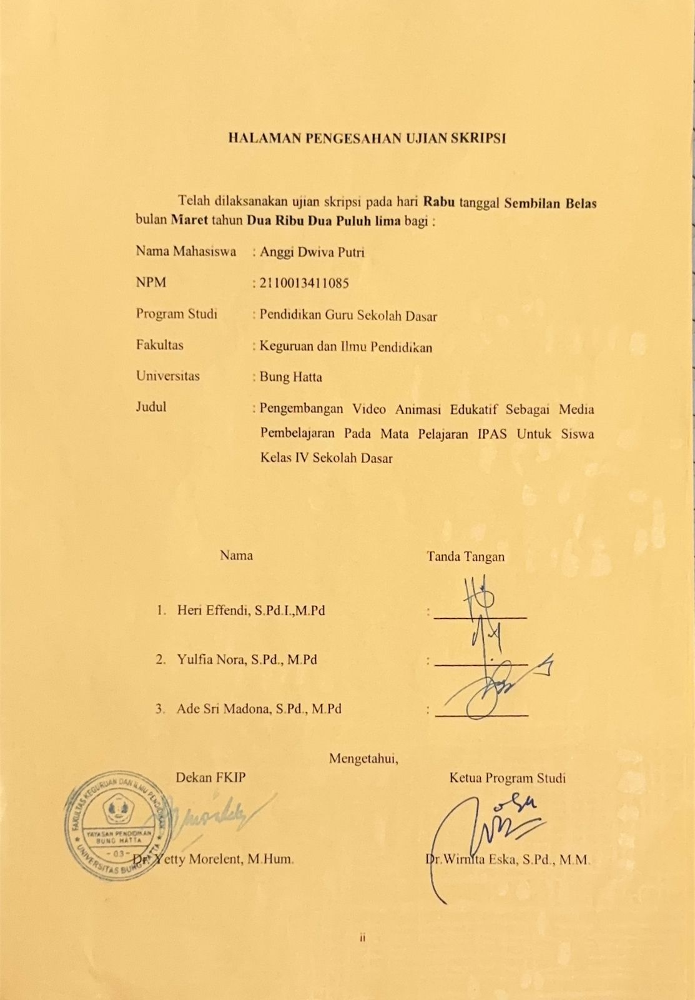 HALAMAN PENGESAHAN UJIAN SKRIPSI
Telah dilaksanakan ujian skripsi pada hari Rabu tanggal Sembilan Belas
bulan Maret tahun Dua Ribu Dua Puluh lima bagi :
Nama Mahasiswa : Anggi Dwiva Putri
NPM : 2110013411085
Program Studi : Pendidikan Guru Sekolah Dasar
Fakultas : Keguruan dan Ilmu Pendidikan
Universitas : Bung Hatta
Judul : Pengembangan Video Animasi Edukatif Sebagai Media
Pembelajaran Pada Mata Pelajaran IPAS Untuk Siswa
Kelas IV Sekolah Dasar
Nama Tanda Tangan
1. Heri Effendi, S.Pd.I.,M.Pd :
2. Yulfia Nora, S.Pd., M.Pd :
3. Ade Sri Madona, S.Pd., M.Pd :
Mengetahui,
Dekan FKIP Ketua Program Studi
FAKULTAS KEGURUAN DAN ILMU PENDIDIKAN
YAYASAN PENDIDIKAN
BUNG HATTA
- 03 -
UNIVERSITAS BUNG HATTA
Dr. Yetty Morelent, M.Hum. Dr.Wirnita Eska, S.Pd., M.M.
ii